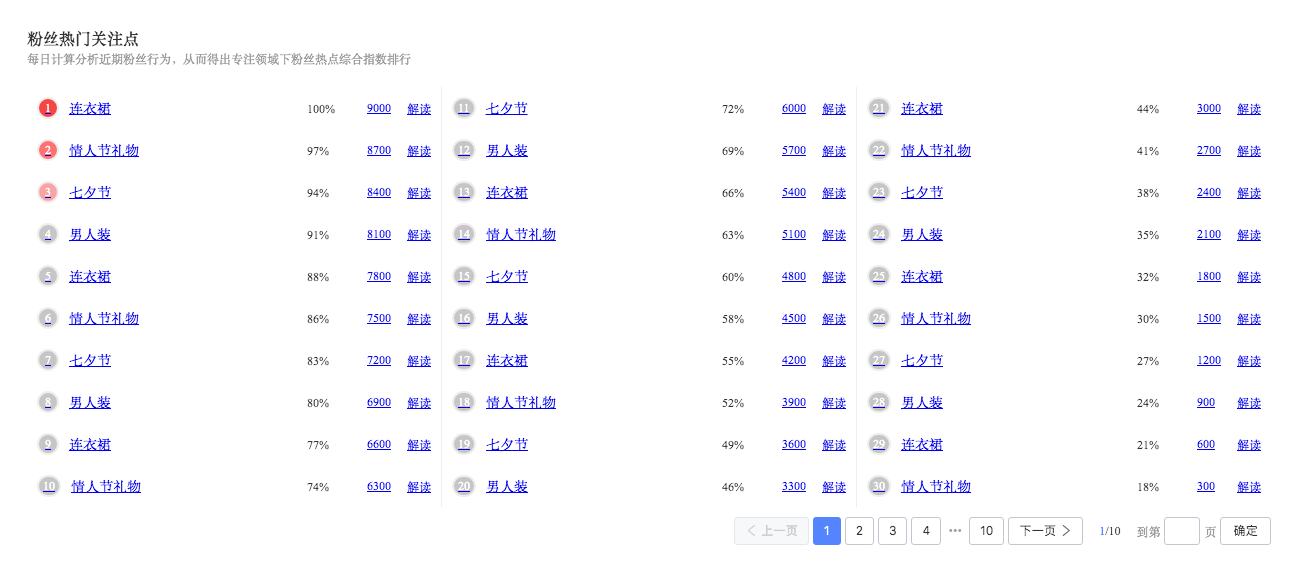 粉丝热门关注点
每日计算分析近期粉丝行为，从而得出专注领域下粉丝热点综合指数排行
1 连衣裙 100% 9000 解读
2 情人节礼物 97% 8700 解读
3 七夕节 94% 8400 解读
4 男人装 91% 8100 解读
5 连衣裙 88% 7800 解读
6 情人节礼物 86% 7500 解读
7 七夕节 83% 7200 解读
8 男人装 80% 6900 解读
9 连衣裙 77% 6600 解读
10 情人节礼物 74% 6300 解读
11 七夕节 72% 6000 解读
12 男人装 69% 5700 解读
13 连衣裙 66% 5400 解读
14 情人节礼物 63% 5100 解读
15 七夕节 60% 4800 解读
16 男人装 58% 4500 解读
17 连衣裙 55% 4200 解读
18 情人节礼物 52% 3900 解读
19 七夕节 49% 3600 解读
20 男人装 46% 3300 解读
21 连衣裙 44% 3000 解读
22 情人节礼物 41% 2700 解读
23 七夕节 38% 2400 解读
24 男人装 35% 2100 解读
25 连衣裙 32% 1800 解读
26 情人节礼物 30% 1500 解读
27 七夕节 27% 1200 解读
28 男人装 24% 900 解读
29 连衣裙 21% 600 解读
30 情人节礼物 18% 300 解读
上一页 1 2 3 4 ••• 10 下一页 1/10 到第 页 确定